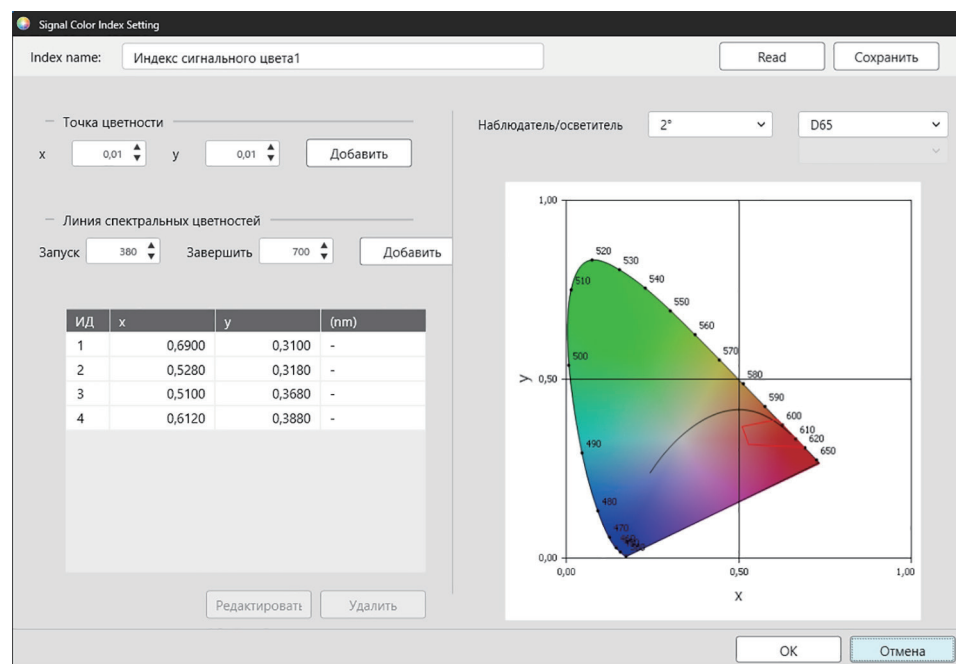 Signal Color Index Setting
Index name: Индекс сигнального цвета1 Read Сохранить
Точка цветности
x 0,01 y 0,01 Добавить
Наблюдатель/осветитель 2° D65
Линия спектральных цветностей
Запуск 380 Завершить 700 Добавить
ИД x y (nm)
1 0,6900 0,3100 -
2 0,5280 0,3180 -
3 0,5100 0,3680 -
4 0,6120 0,3880 -
Редактировать Удалить
1,00
520
530
510
540
550
560
570
500
580
y 0,50
590
600
610
620
490
650
480
470
460
0,00
0,00 0,50 1,00
x
OK Отмена